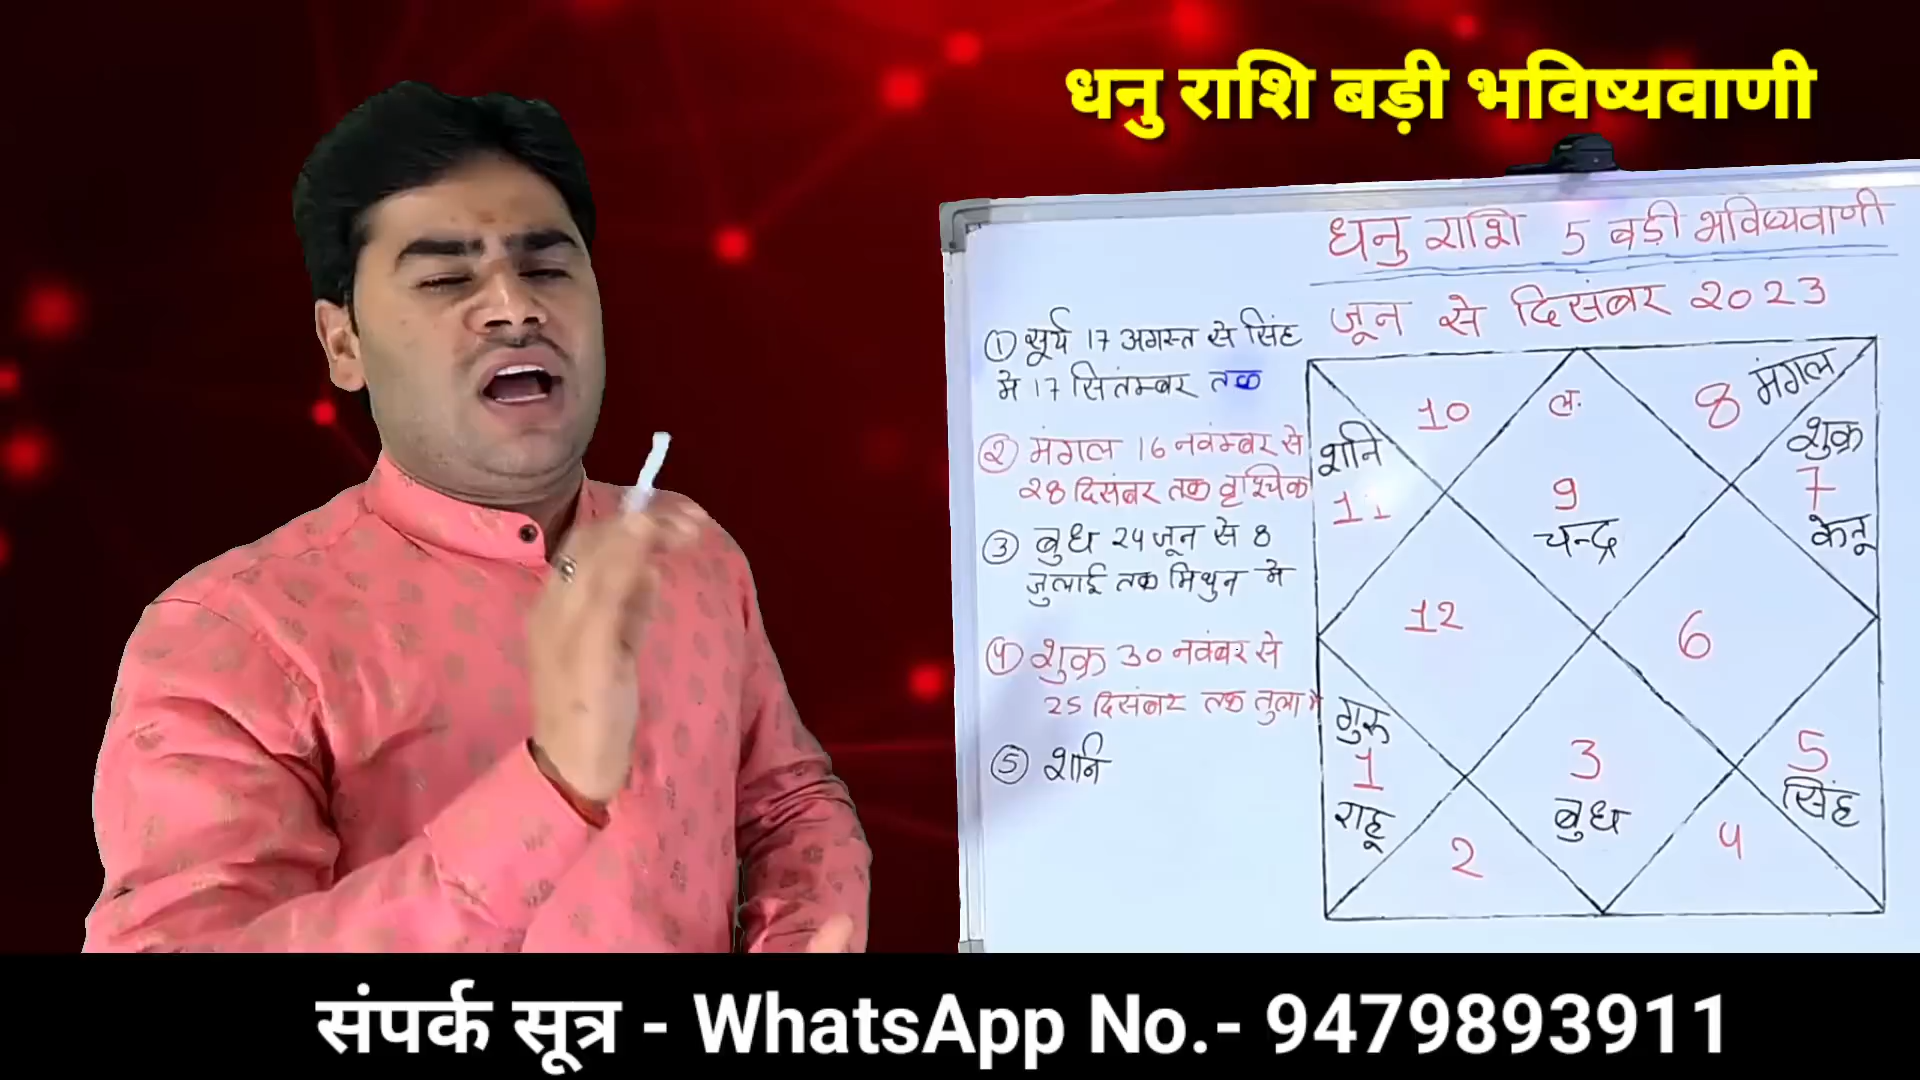 धनु राशि बड़ी भविष्यवाणी
धनु राशि 5 बड़ी भविष्यवाणी
जून से दिसंबर २०२3
① सूर्य 17 अगस्त से सिंह
मे 17 सितम्बर तक
② मंगल 16 नवम्बर से
२8 दिसंबर तक वृश्चिक
③ बुध 24 जून से 8
जुलाई तक मिथुन मे
④ शुक्र 30 नवंबर से
25 दिसंबर तक तुला मे
⑤ शनि
10
ल.
8 मंगल
शनि
शुक्र
11
9
7
चन्द्र
केतू
12
6
गुरू
1
3
5
राहू
बुध
सिंह
2
4
संपर्क सूत्र - WhatsApp No.- 9479893911